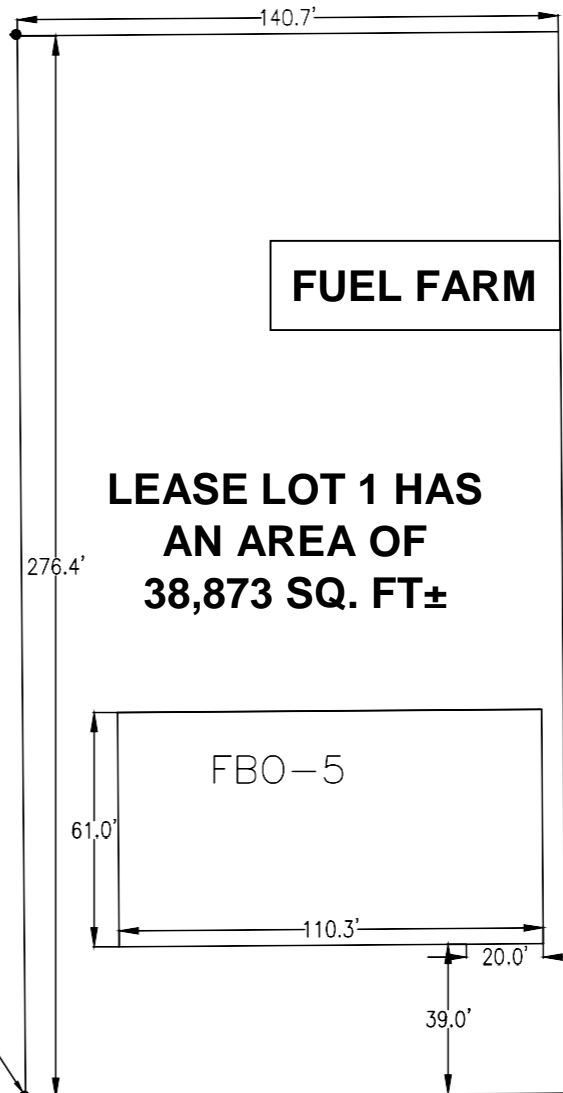 140.7'
FUEL FARM
LEASE LOT 1 HAS
AN AREA OF
276.4'
38,873 SQ. FT±
FBO-5
61.0'
110.3'
20.0'
39.0'